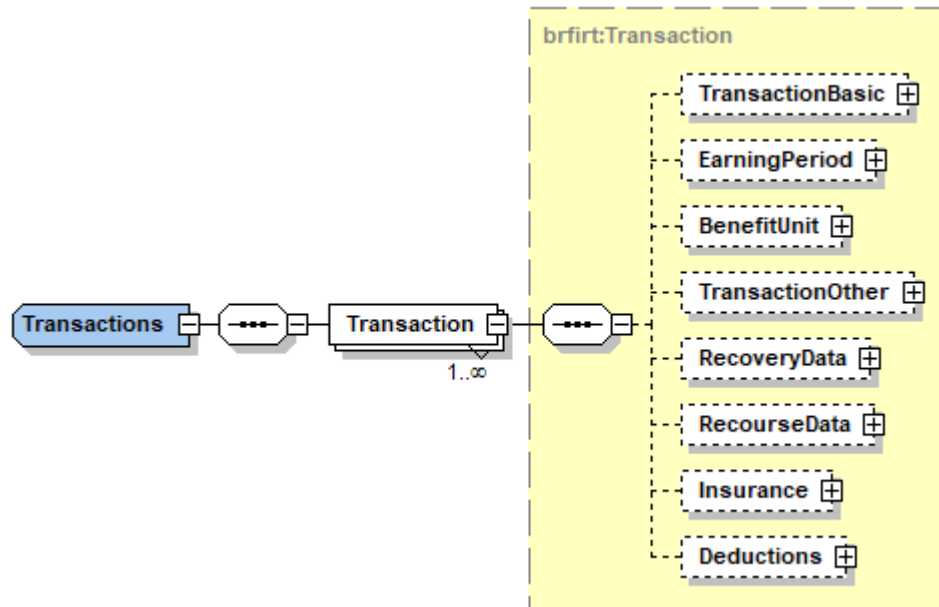 brfirt:Transaction
TransactionBasic
EarningPeriod
BenefitUnit
TransactionOther
Transactions
Transaction
1..∞
RecoveryData
RecourseData
Insurance
Deductions